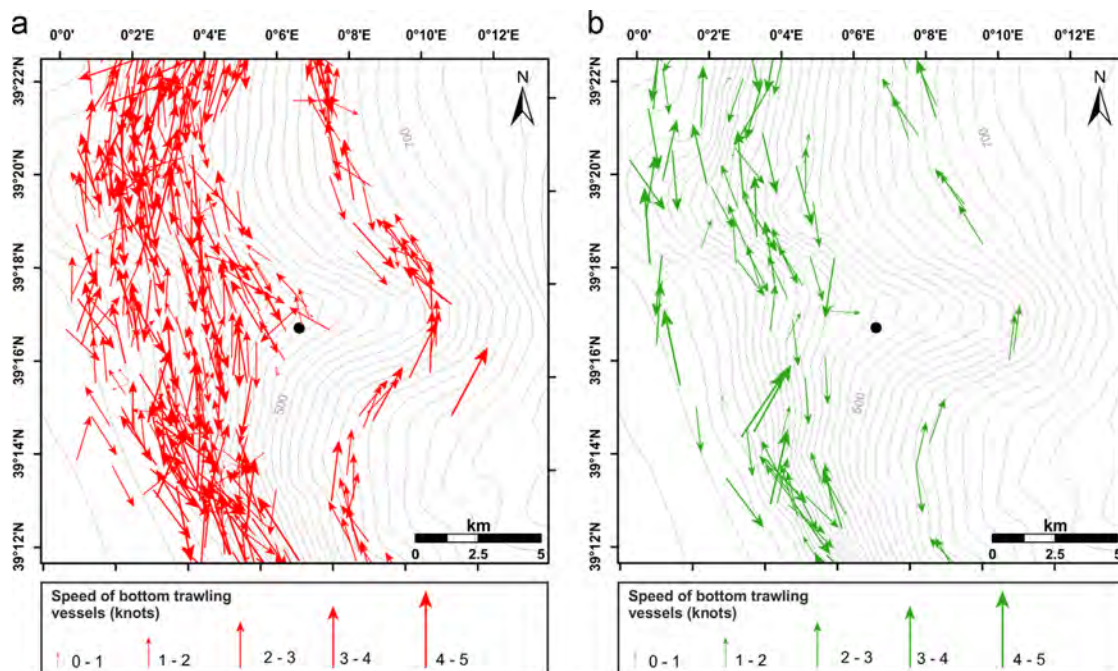 a
0°0' 0°2'E 0°4'E 0°6'E 0°8'E 0°10'E 0°12'E
39°22'N
39°20'N
39°18'N
39°16'N
39°14'N
39°12'N
N
700
500
km
0 2.5 5
Speed of bottom trawling
vessels (knots)
0 - 1 1 - 2 2 - 3 3 - 4 4 - 5
b
0°0' 0°2'E 0°4'E 0°6'E 0°8'E 0°10'E 0°12'E
39°22'N
39°20'N
39°18'N
39°16'N
39°14'N
39°12'N
N
700
500
km
0 2.5 5
Speed of bottom trawling
vessels (knots)
0 - 1 1 - 2 2 - 3 3 - 4 4 - 5